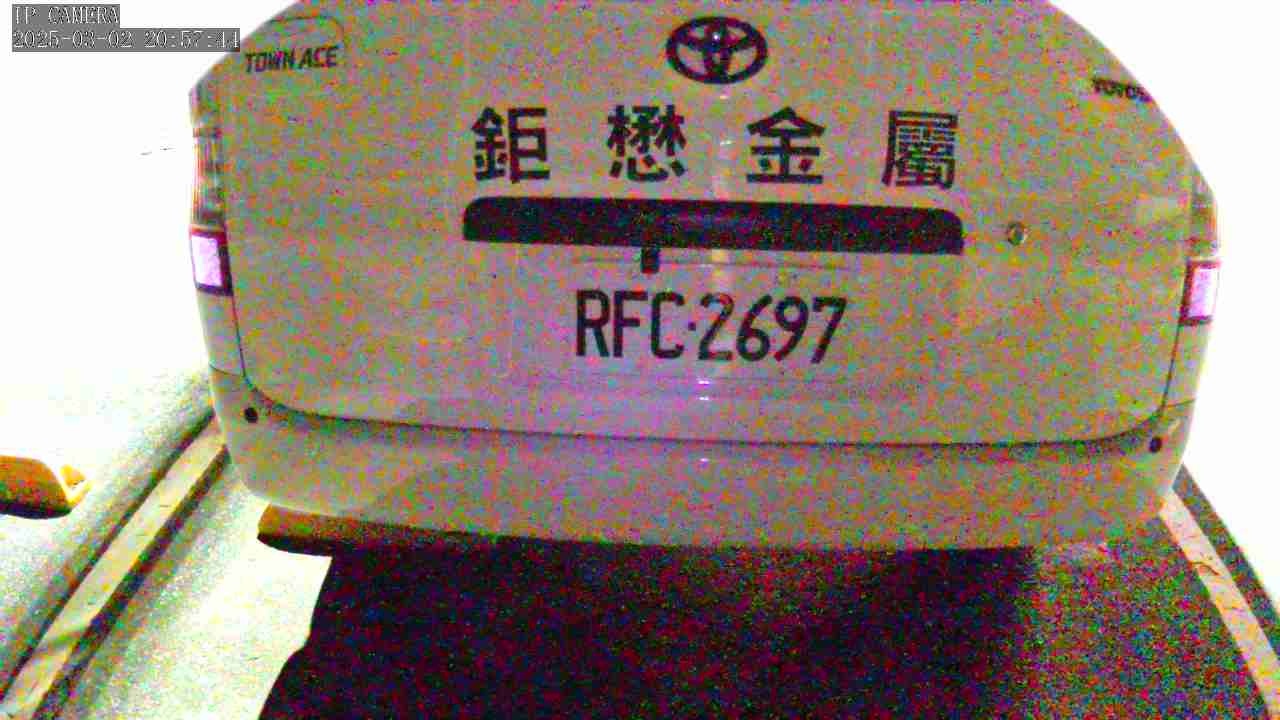 IP CAMERA
2025-03-02 20:57:44
TOWN ACE
鉅懋金屬
RFC·2697